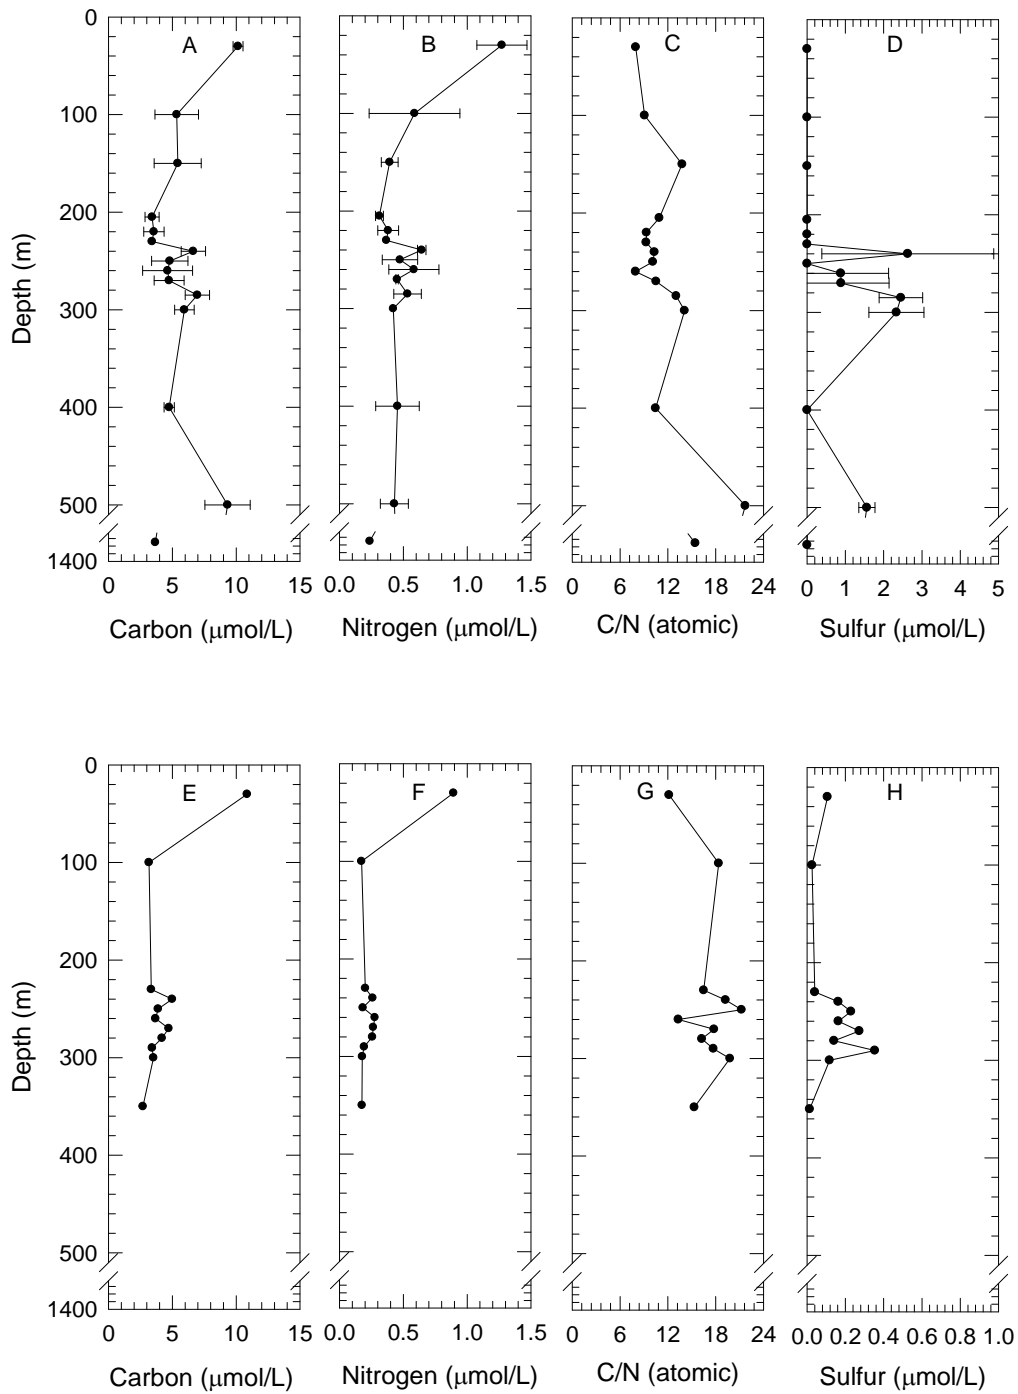 A
B
C
D
0
100
200
300
400
500
1400
Depth (m)
0 5 10 15
0.0 0.5 1.0 1.5
0 6 12 18 24
0 1 2 3 4 5
Carbon (μmol/L)
Nitrogen (μmol/L)
C/N (atomic)
Sulfur (μmol/L)
E
F
G
H
0
100
200
300
400
500
1400
Depth (m)
0 5 10 15
0.0 0.5 1.0 1.5
0 6 12 18 24
0.0 0.2 0.4 0.6 0.8 1.0
Carbon (μmol/L)
Nitrogen (μmol/L)
C/N (atomic)
Sulfur (μmol/L)